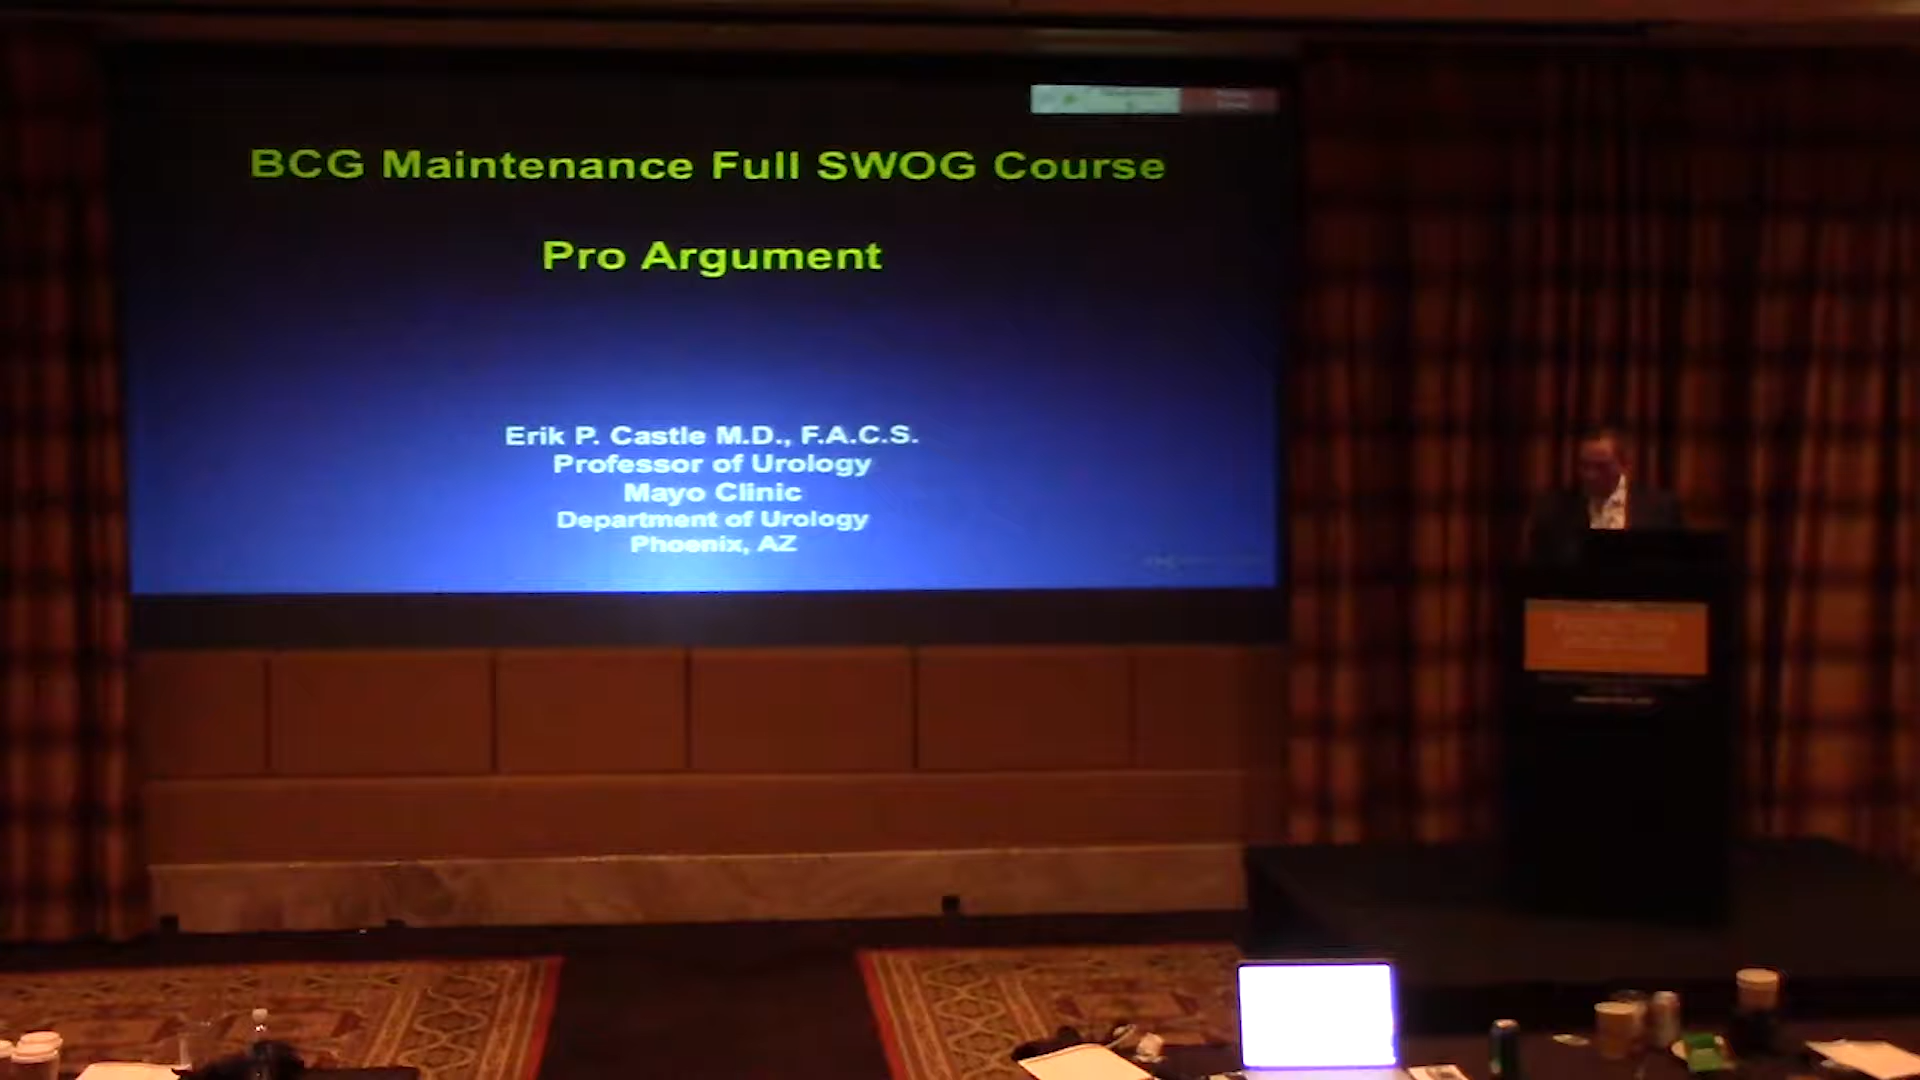 BCG Maintenance Full SWOG Course
Pro Argument
Erik P. Castle M.D., F.A.C.S.
Professor of Urology
Mayo Clinic
Department of Urology
Phoenix, AZ